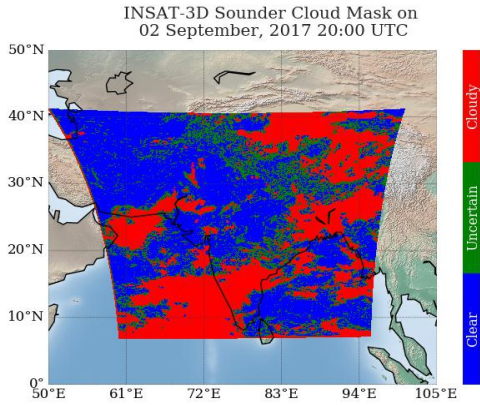 INSAT-3D Sounder Cloud Mask on
02 September, 2017 20:00 UTC
50°N
40°N
30°N
20°N
10°N
0°
50°E
61°E
72°E
83°E
94°E
105°E
Cloudy
Uncertain
Clear